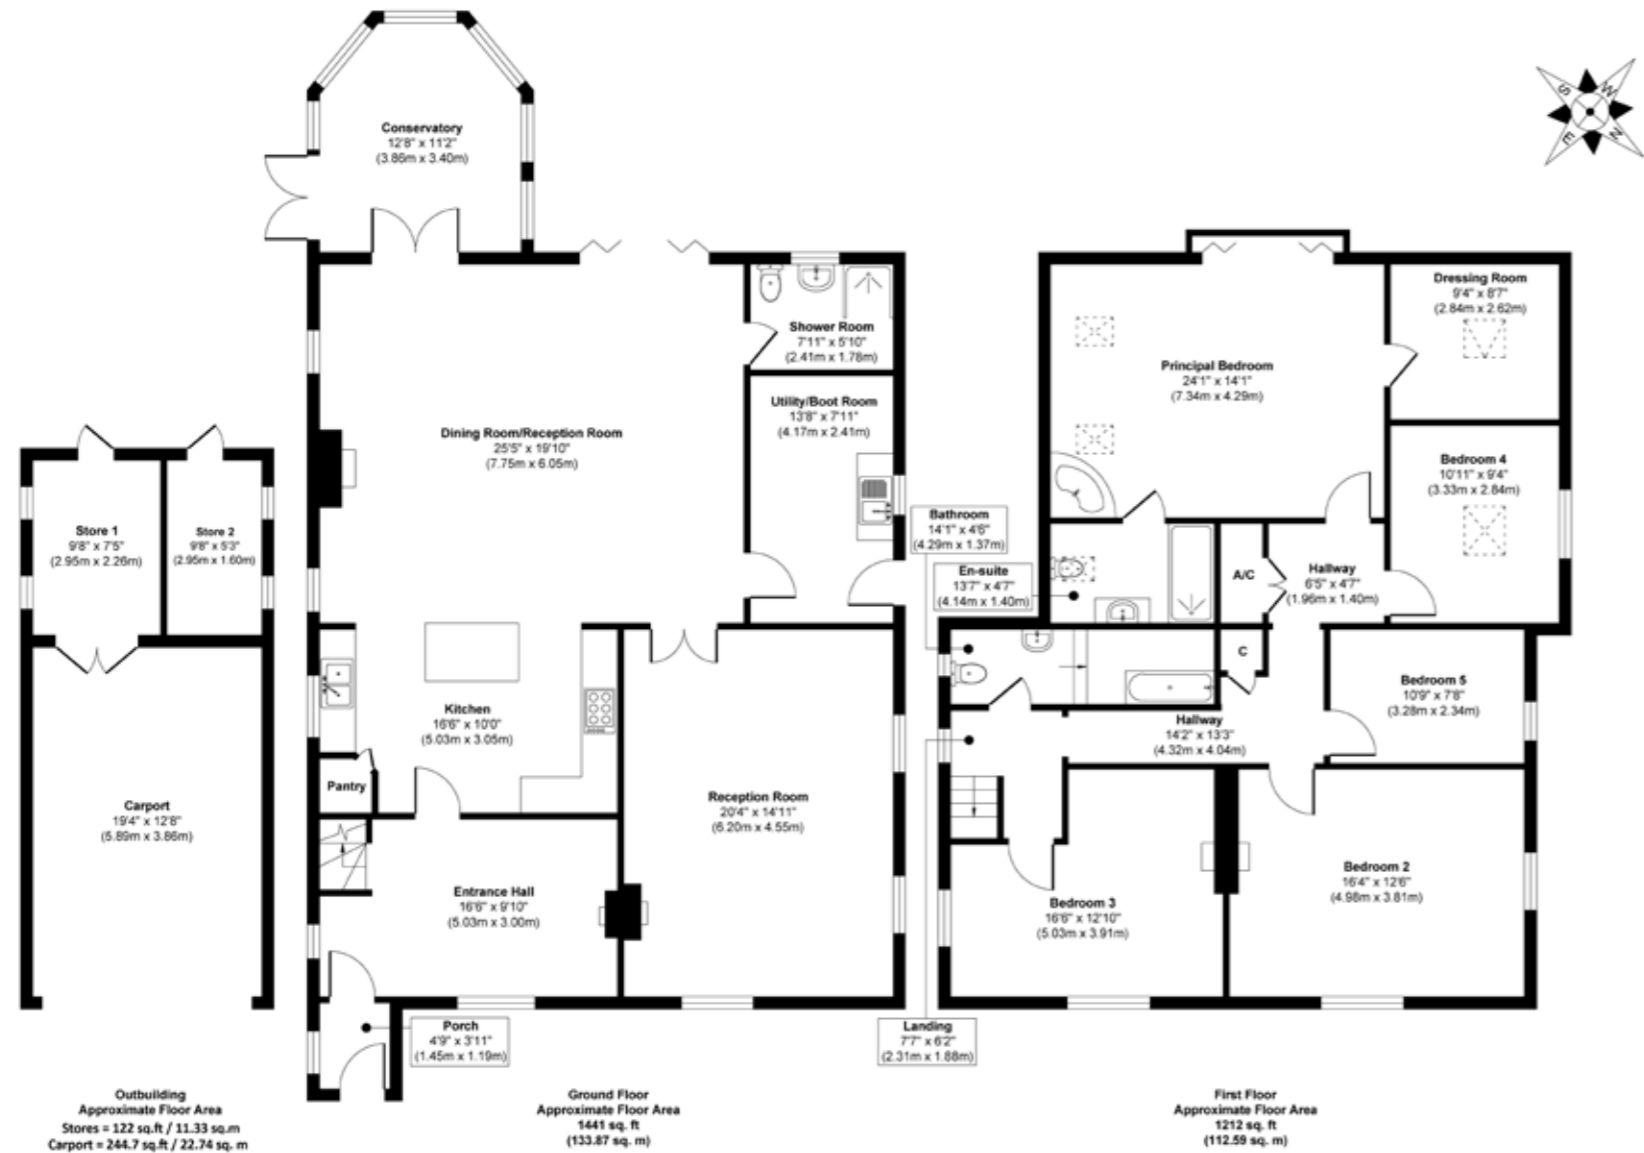 Conservatory
12'8" x 11'2"
(3.86m x 3.40m)
S
W
E
N
Dining Room/Reception Room
25'5" x 19'10"
(7.75m x 6.05m)
Shower Room
7'11" x 5'10"
(2.41m x 1.78m)
Utility/Boot Room
13'8" x 7'11"
(4.17m x 2.41m)
Store 1
9'8" x 7'5"
(2.95m x 2.26m)
Store 2
9'8" x 5'3"
(2.95m x 1.60m)
Carport
19'4" x 12'8"
(5.89m x 3.86m)
Kitchen
16'6" x 10'0"
(5.03m x 3.05m)
Pantry
Reception Room
20'4" x 14'11"
(6.20m x 4.55m)
Entrance Hall
16'6" x 9'10"
(5.03m x 3.00m)
Porch
4'9" x 3'11"
(1.45m x 1.19m)
Principal Bedroom
24'1" x 14'1"
(7.34m x 4.29m)
Dressing Room
9'4" x 8'7"
(2.84m x 2.62m)
Bedroom 4
10'11" x 9'4"
(3.33m x 2.84m)
Bathroom
14'1" x 4'6"
(4.29m x 1.37m)
En-suite
13'7" x 4'7"
(4.14m x 1.40m)
A/C
Hallway
6'5" x 4'7"
(1.96m x 1.40m)
C
Bedroom 5
10'9" x 7'8"
(3.28m x 2.34m)
Hallway
14'2" x 13'3"
(4.32m x 4.04m)
Bedroom 3
16'6" x 12'10"
(5.03m x 3.91m)
Bedroom 2
16'4" x 12'6"
(4.98m x 3.81m)
Landing
7'7" x 6'2"
(2.31m x 1.88m)
Outbuilding
Approximate Floor Area
Stores = 122 sq.ft / 11.33 sq.m
Carport = 244.7 sq.ft / 22.74 sq. m
Ground Floor
Approximate Floor Area
1441 sq. ft
(133.87 sq. m)
First Floor
Approximate Floor Area
1212 sq. ft
(112.59 sq. m)